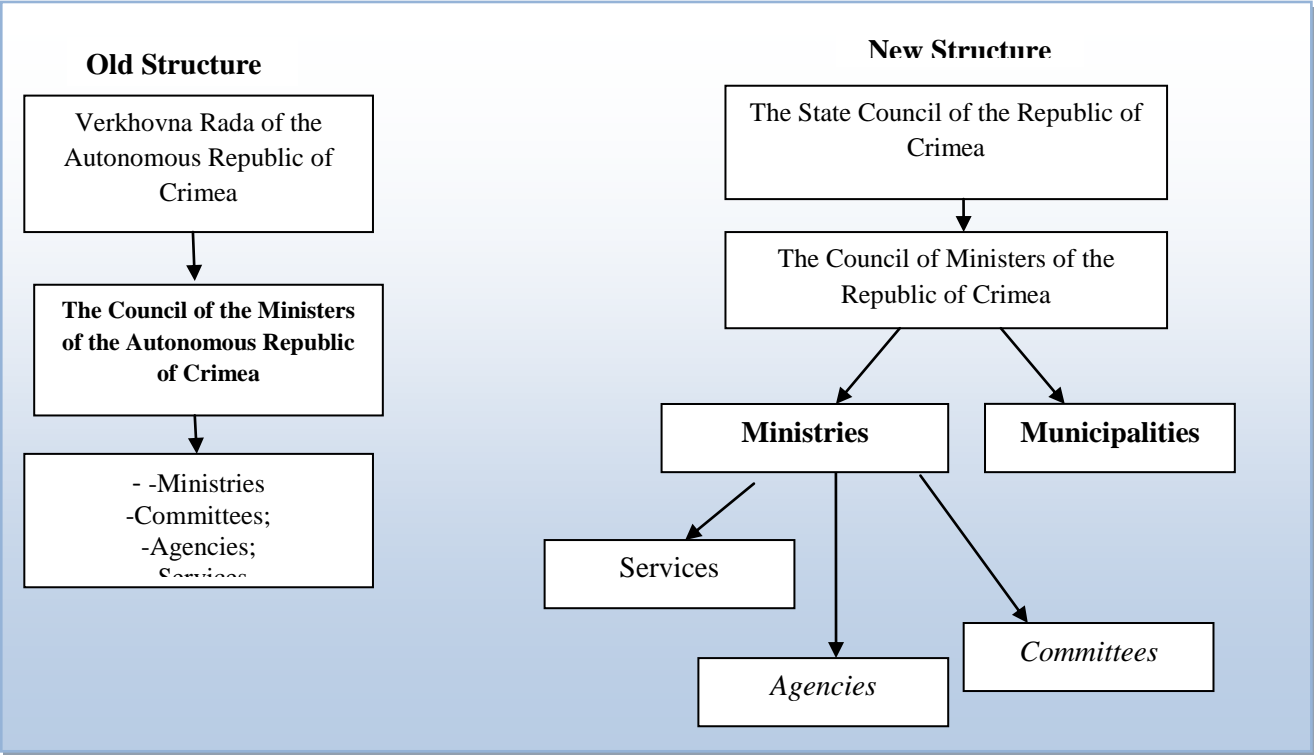 Old Structure
Verkhovna Rada of the
Autonomous Republic of
Crimea
The Council of the Ministers
of the Autonomous Republic
of Crimea
- -Ministries
-Committees;
-Agencies;
Services
New Structure
The State Council of the Republic of
Crimea
The Council of Ministers of the
Republic of Crimea
Ministries
Municipalities
Services
Agencies
Committees